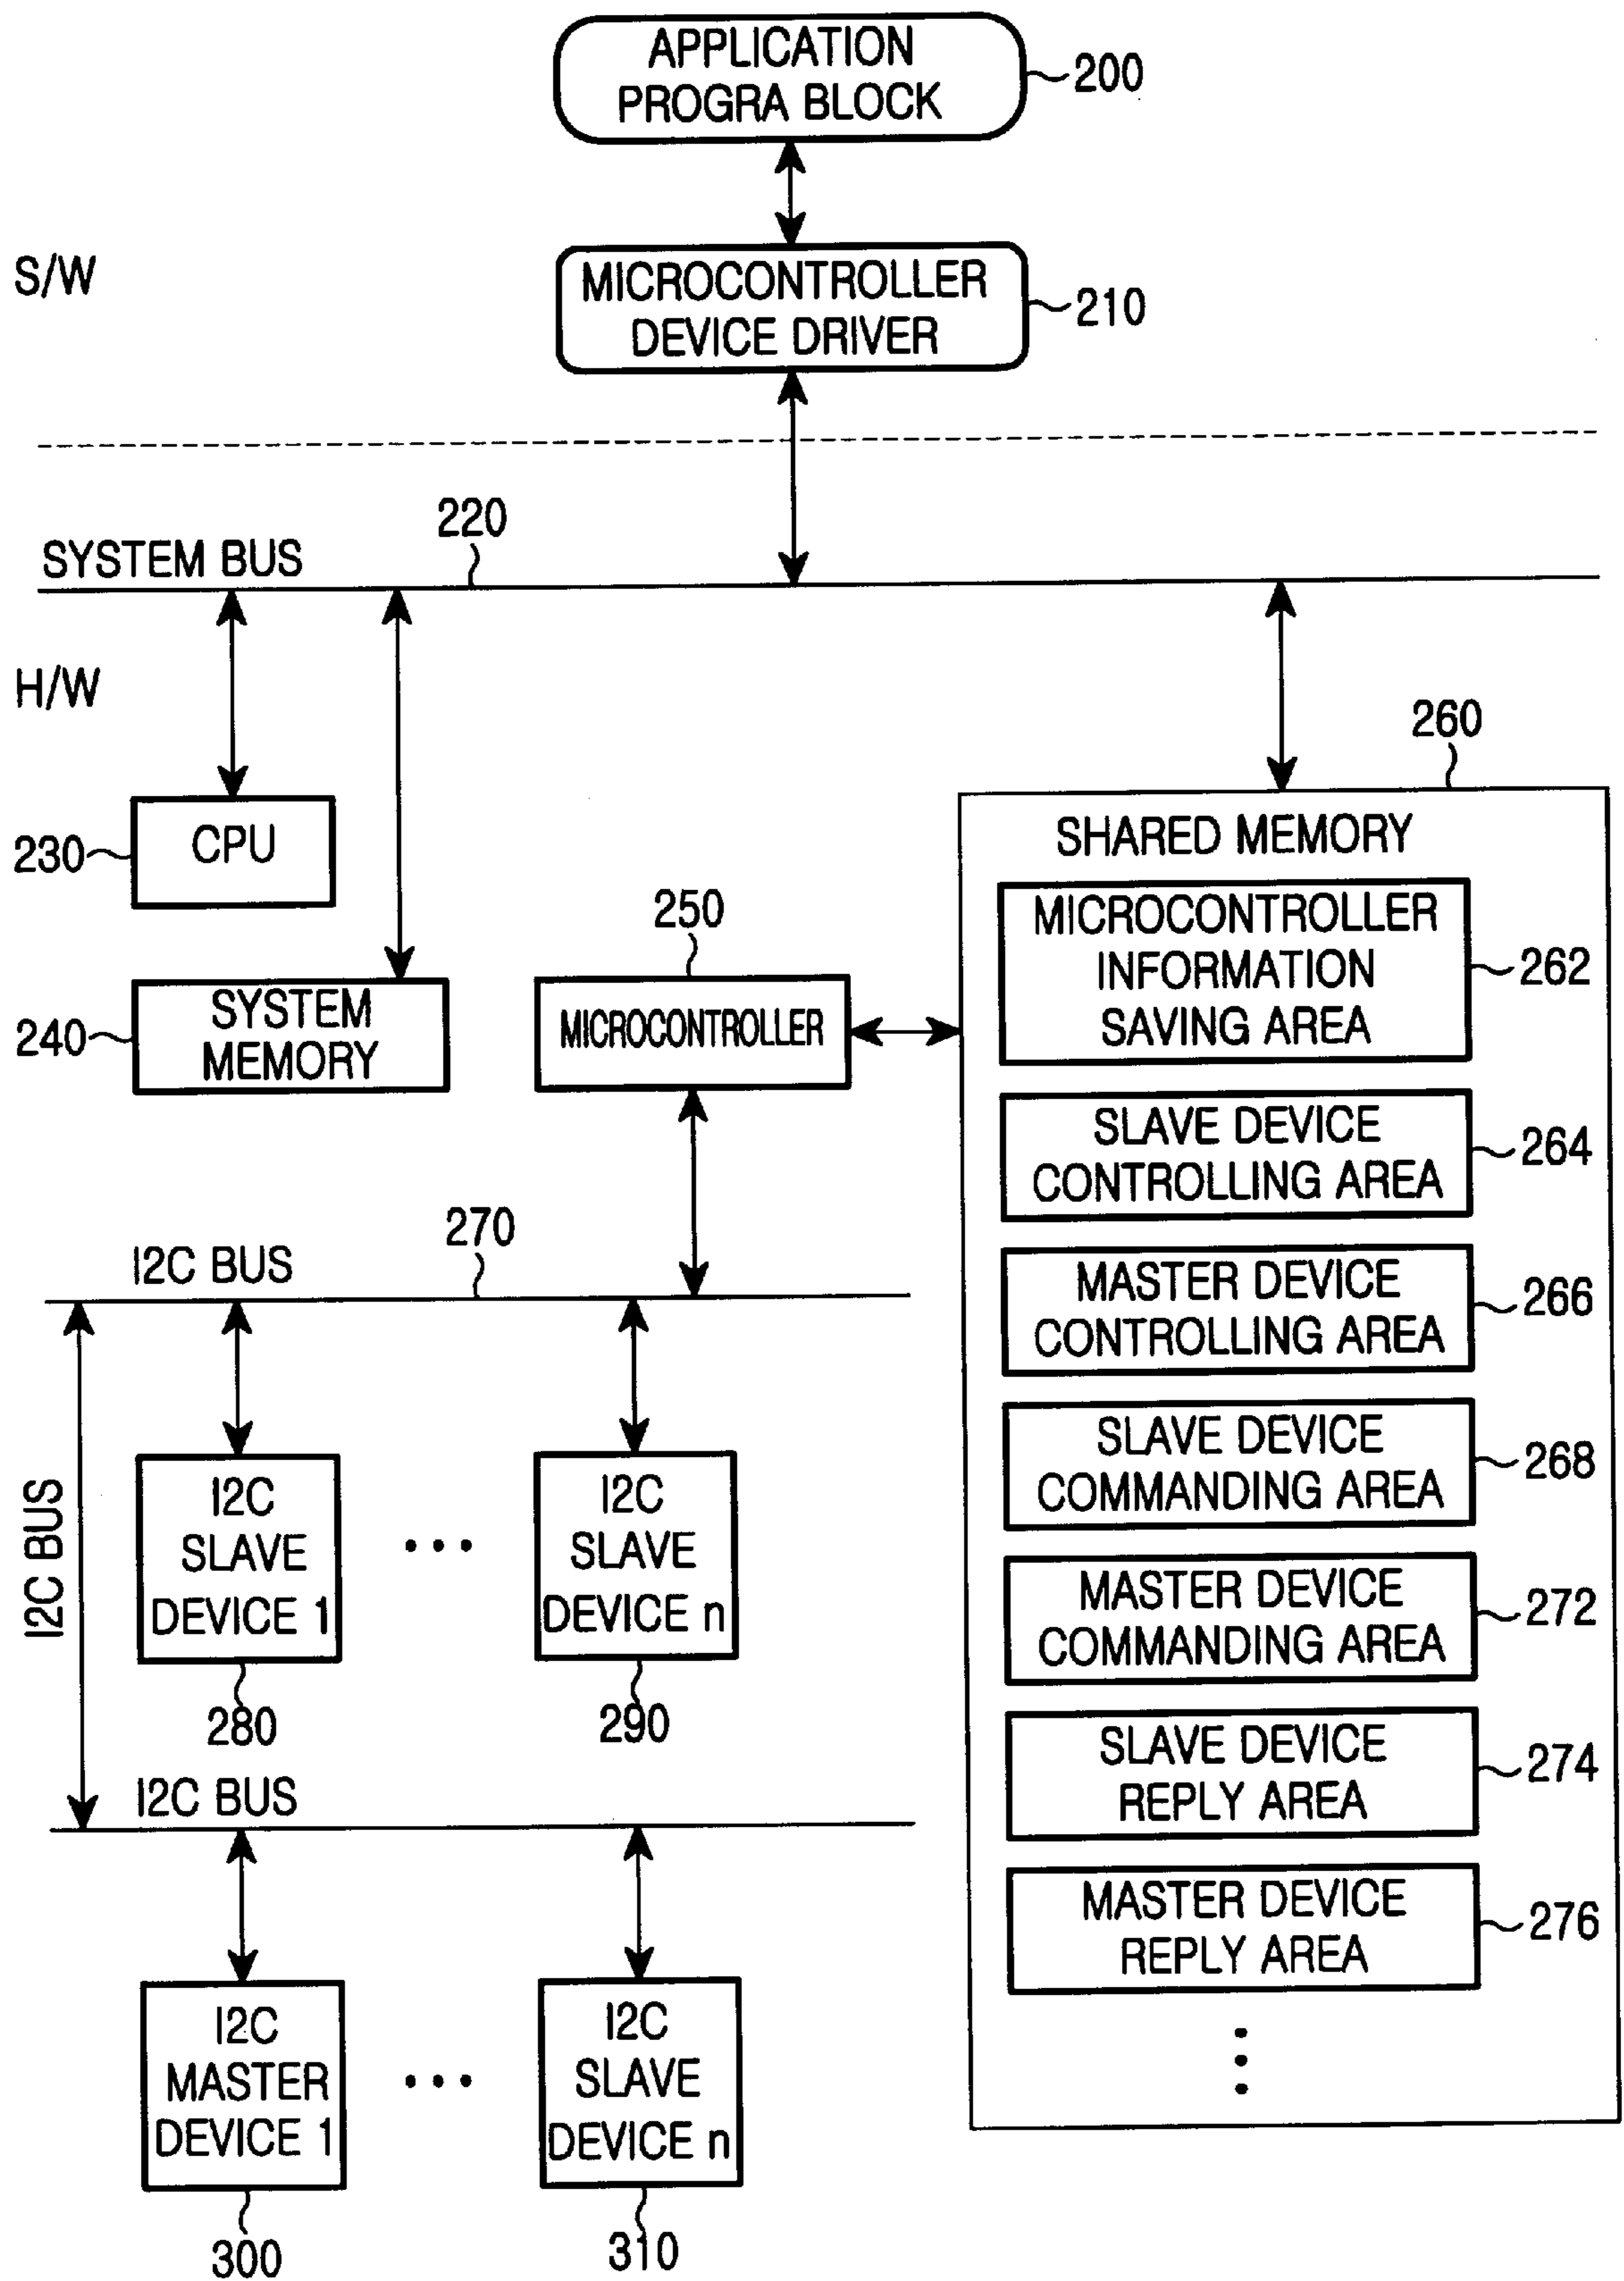 APPLICATION
PROGRA BLOCK
200
S/W
MICROCONTROLLER
DEVICE DRIVER
210
220
SYSTEM BUS
H/W
260
230
CPU
SHARED MEMORY
250
MICROCONTROLLER
INFORMATION
SAVING AREA
262
240
SYSTEM
MEMORY
MICROCONTROLLER
SLAVE DEVICE
CONTROLLING AREA
264
270
I2C BUS
MASTER DEVICE
CONTROLLING AREA
266
SLAVE DEVICE
COMMANDING AREA
268
I2C BUS
I2C
SLAVE
DEVICE 1
...
I2C
SLAVE
DEVICE n
MASTER DEVICE
COMMANDING AREA
272
280
290
SLAVE DEVICE
REPLY AREA
274
I2C BUS
MASTER DEVICE
REPLY AREA
276
I2C
MASTER
DEVICE 1
...
I2C
SLAVE
DEVICE n
300
310